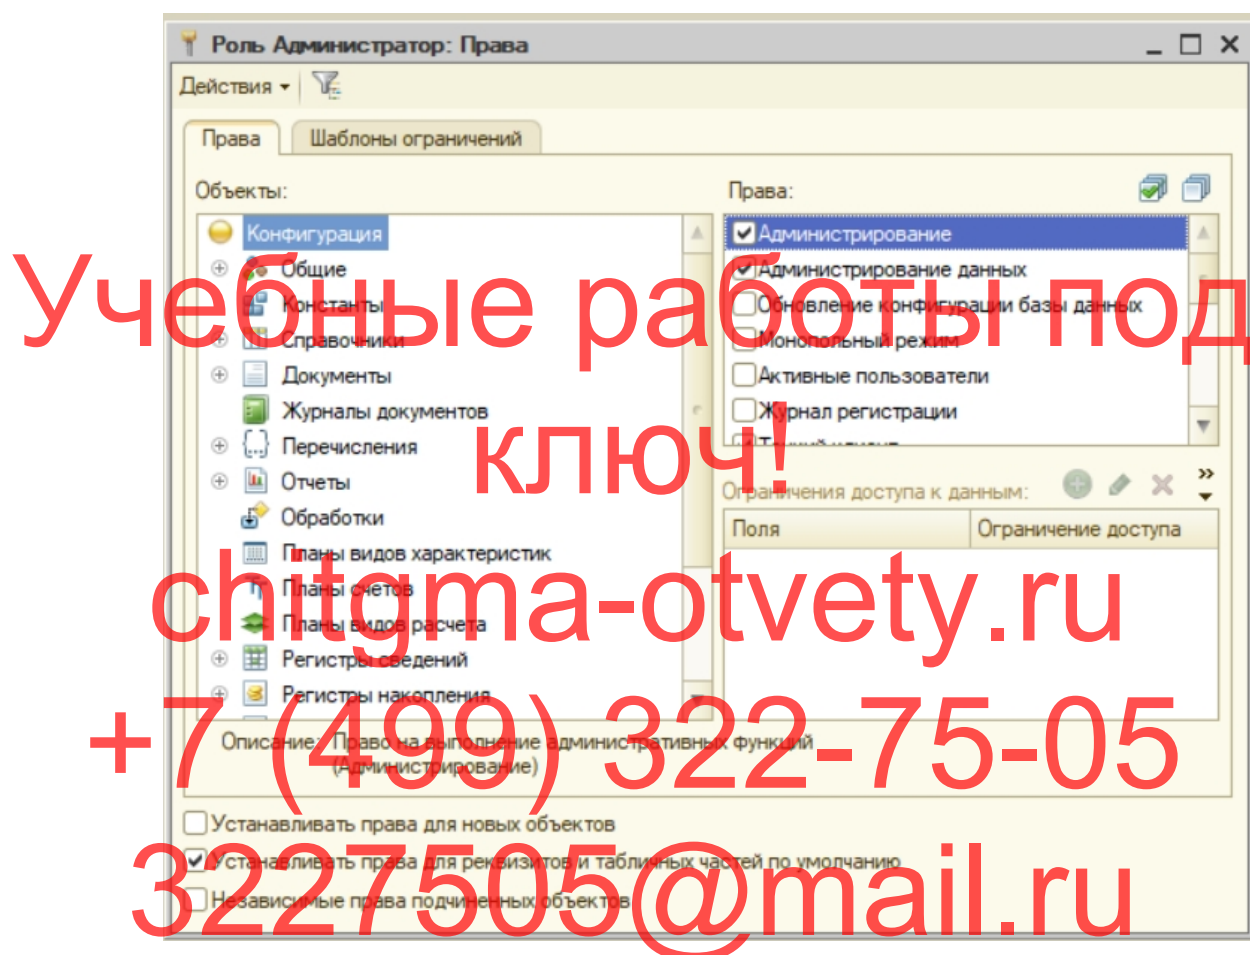 Роль Администратор: Права
Действия
Права
Шаблоны ограничений
Объекты:
Права:
Конфигурация
Общие
Константы
Справочники
Документы
Журналы документов
Перечисления
Отчеты
Обработки
Планы видов характеристик
Планы счетов
Планы видов расчета
Регистры сведений
Регистры накопления
Администрирование
Администрирование данных
Обновление конфигурации базы данных
Монопольный режим
Активные пользователи
Журнал регистрации
Тонкий клиент
Ограничения доступа к данным:
Поля
Ограничение доступа
Описание: Право на выполнение административных функций
(Администрирование)
Устанавливать права для новых объектов
Устанавливать права для реквизитов и табличных частей по умолчанию
Независимые права подчиненных объектов
Учебные работы под
ключ!
chitgma-otvety.ru
+7 (499) 322-75-05
3227505@mail.ru